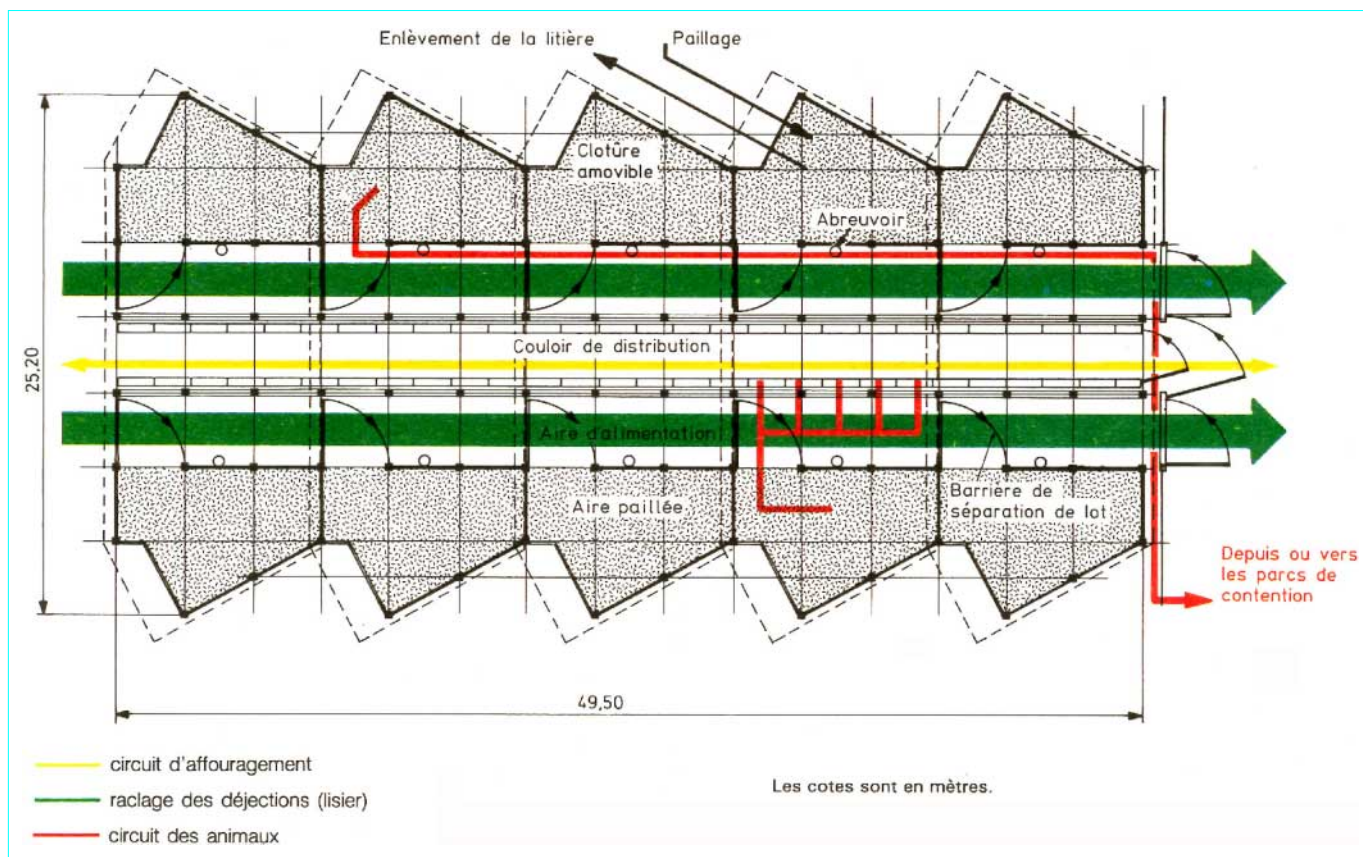 Enlèvement de la litière
Paillage
Clotûre
amovible
Abreuvoir
25,20
Couloir de distribution
Aire d'alimentation
Aire paillée
Barrière de
séparation de lot
Depuis ou vers
les parcs de
contention
49,50
circuit d'affouragement
raclage des déjections (lisier)
circuit des animaux
Les cotes sont en mètres.